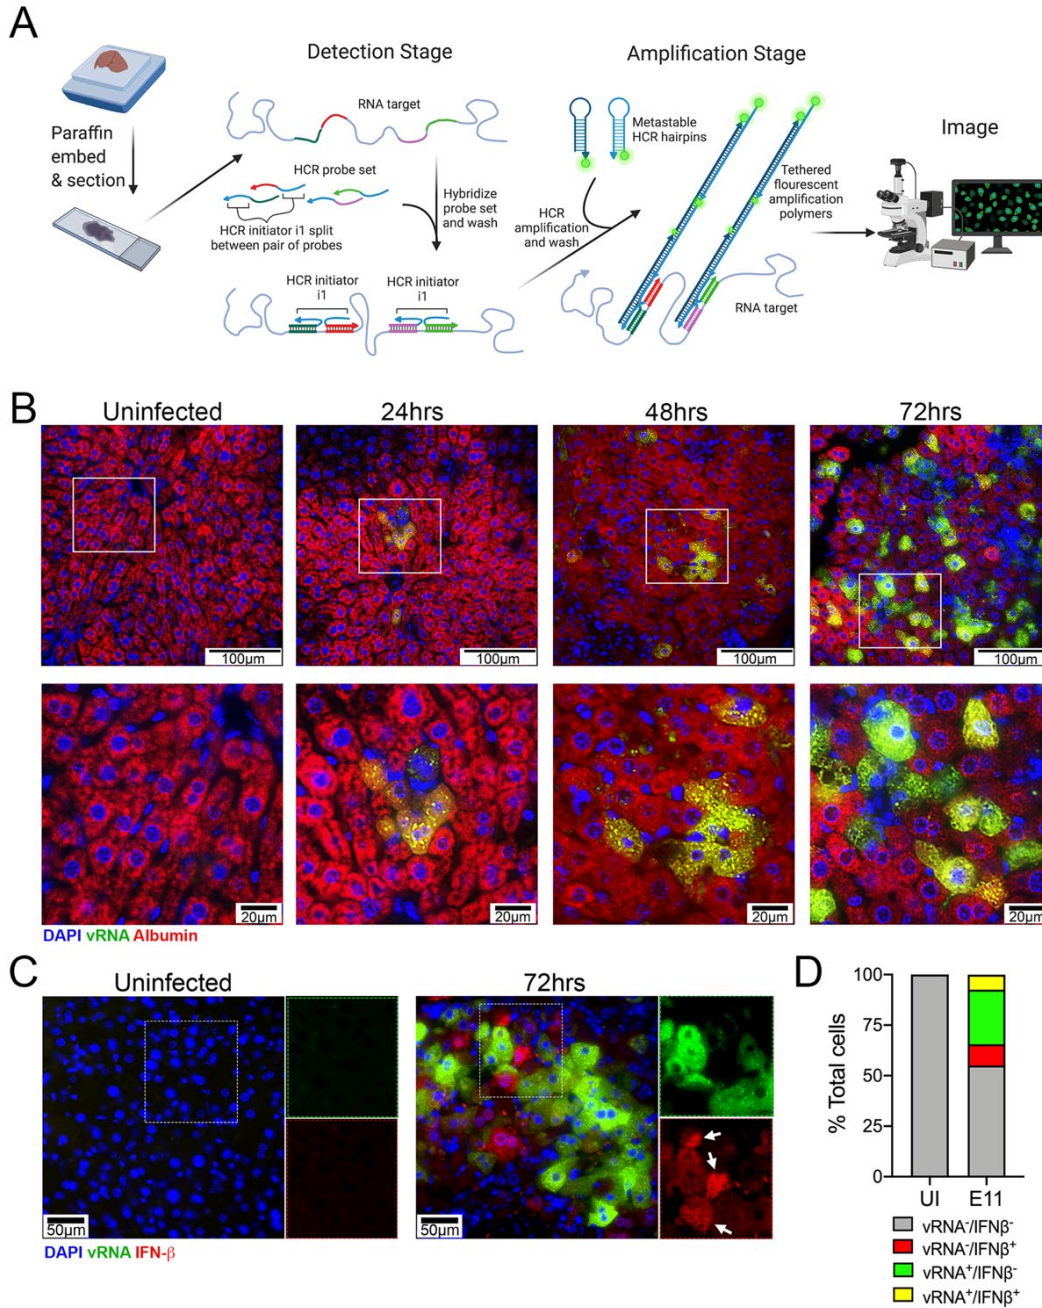 A
Detection Stage
Amplification Stage
Image
Paraffin
embed
& section
RNA target
HCR probe set
HCR initiator i1 split
between pair of probes
Hybridize
probe set
and wash
HCR initiator
i1
HCR initiator
i1
Metastable
HCR hairpins
HCR
amplification
and wash
Tethered
flourescent
amplification
polymers
RNA target
B
Uninfected
24hrs
48hrs
72hrs
100µm
100µm
100µm
100µm
20µm
20µm
20µm
20µm
DAPI vRNA Albumin
C
Uninfected
72hrs
50µm
50µm
DAPI vRNA IFN-β
D
% Total cells
100
75
50
25
0
UI
E11
vRNA⁻/IFNβ⁻
vRNA⁻/IFNβ⁺
vRNA⁺/IFNβ⁻
vRNA⁺/IFNβ⁺